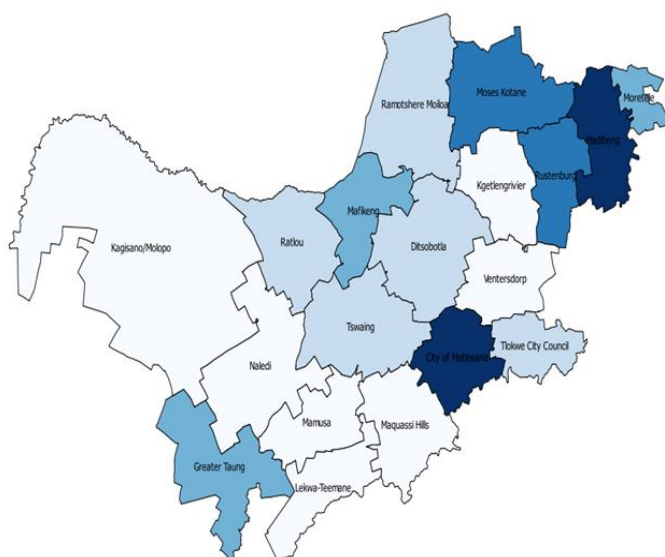 Ramotshere Moiloa
Moses Kotane
Moretele
Madibeng
Kgetlengrivier
Rustenburg
Mafikeng
Kagisano/Molopo
Ratlou
Ditsobotla
Ventersdorp
Tswaing
City of Matlosana
Tlokwe City Council
Naledi
Mamusa
Maquassi Hills
Greater Taung
Lekwa-Teemane